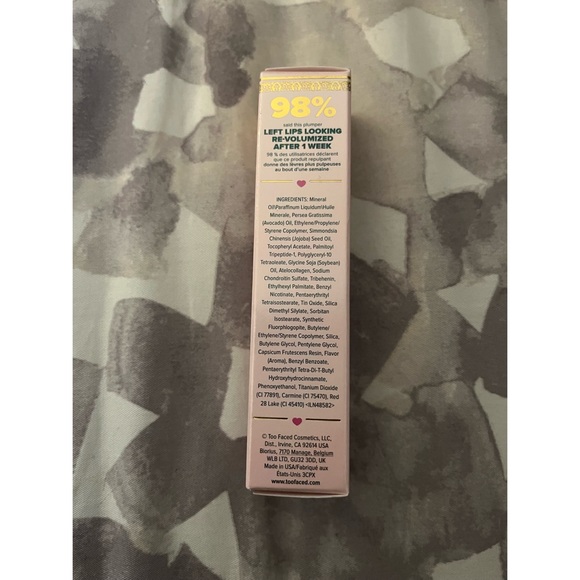 98%
said this plumper
LEFT LIPS LOOKING
RE-VOLUMIZED
AFTER 1 WEEK
98 % des utilisatrices déclarent
que ce produit repulpant
donne des lèvres plus pulpeuses
au bout d'une semaine
INGREDIENTS: Mineral
Oil\Paraffinum Liquidum\Huile
Minerale, Persea Gratissima
(Avocado) Oil, Ethylene/Propylene/
Styrene Copolymer, Simmondsia
Chinensis (Jojoba) Seed Oil,
Tocopheryl Acetate, Palmitoyl
Tripeptide-1, Polyglyceryl-10
Tetraoleate, Glycine Soja (Soybean)
Oil, Atelocollagen, Sodium
Chondroitin Sulfate, Tribehenin,
Ethylhexyl Palmitate, Benzyl
Nicotinate, Pentaerythrityl
Tetraisostearate, Tin Oxide, Silica
Dimethyl Silylate, Sorbitan
Isostearate, Synthetic
Fluorphlogopite, Butylene/
Ethylene/Styrene Copolymer, Silica,
Butylene Glycol, Pentylene Glycol,
Capsicum Frutescens Resin, Flavor
(Aroma), Benzyl Benzoate,
Pentaerythrityl Tetra-Di-T-Butyl
Hydroxyhydrocinnamate,
Phenoxyethanol, Titanium Dioxide
(CI 77891), Carmine (CI 75470), Red
28 Lake (CI 45410) <ILN48582>
© Too Faced Cosmetics, LLC,
Dist., Irvine, CA 92614 USA
Biorius, 7170 Manage, Belgium
WLB LTD, GU32 3DD, UK
Made in USA/Fabriqué aux
États-Unis 3CPX
www.toofaced.com